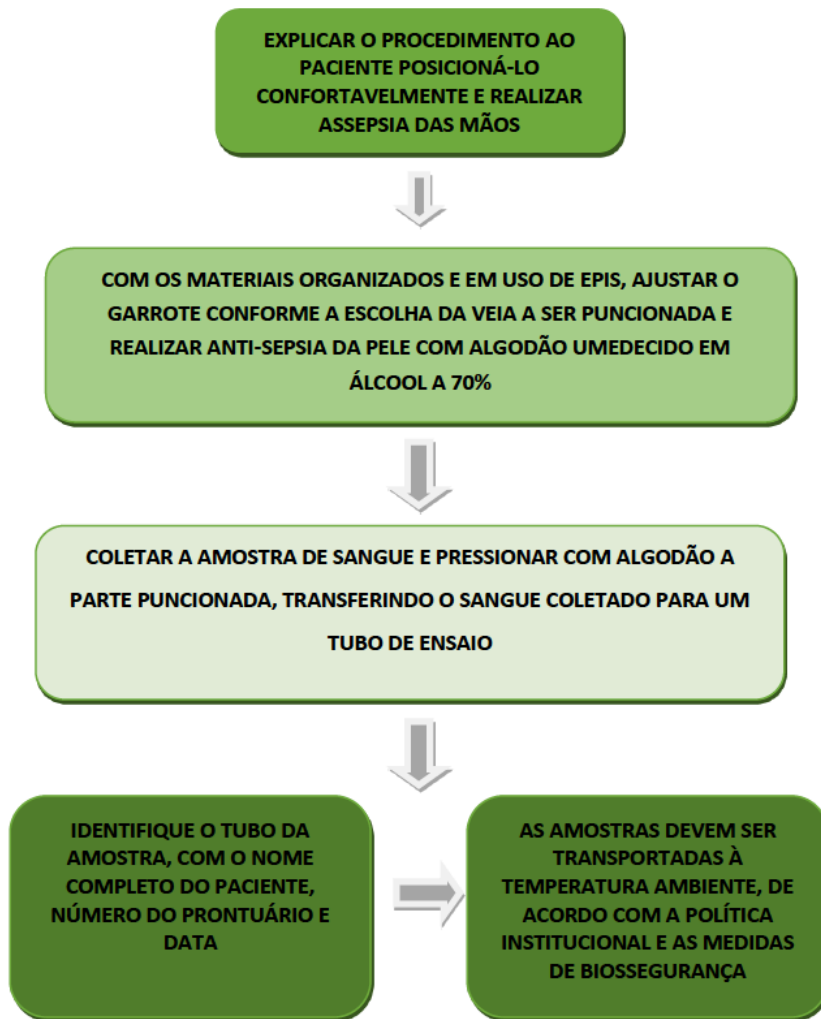 EXPLICAR O PROCEDIMENTO AO
PACIENTE POSICIONÁ-LO
CONFORTAVELMENTE E REALIZAR
ASSEPSIA DAS MÃOS
COM OS MATERIAIS ORGANIZADOS E EM USO DE EPIS, AJUSTAR O
GARROTE CONFORME A ESCOLHA DA VEIA A SER PUNCIONADA E
REALIZAR ANTI-SEPSIA DA PELE COM ALGODÃO UMEDECIDO EM
ÁLCOOL A 70%
COLETAR A AMOSTRA DE SANGUE E PRESSIONAR COM ALGODÃO A
PARTE PUNCIONADA, TRANSFERINDO O SANGUE COLETADO PARA UM
TUBO DE ENSAIO
IDENTIFIQUE O TUBO DA
AMOSTRA, COM O NOME
COMPLETO DO PACIENTE,
NÚMERO DO PRONTUÁRIO E
DATA
AS AMOSTRAS DEVEM SER
TRANSPORTADAS À
TEMPERATURA AMBIENTE, DE
ACORDO COM A POLÍTICA
INSTITUCIONAL E AS MEDIDAS
DE BIOSSEGURANÇA